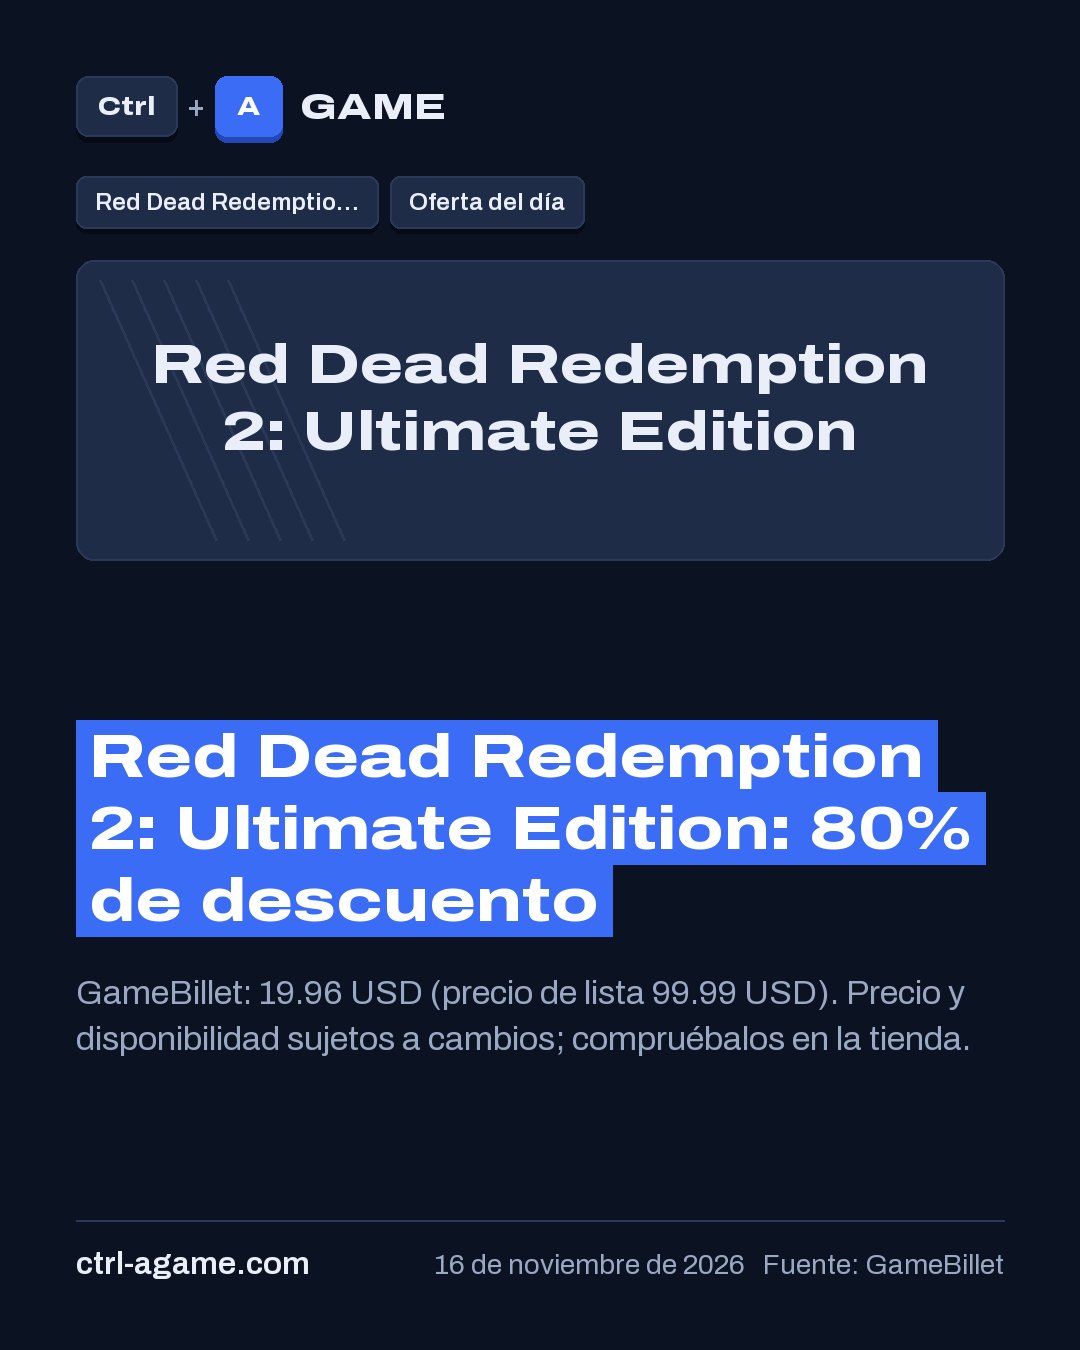 Ctrl + A GAME
Red Dead Redemptio... Oferta del día
Red Dead Redemption
2: Ultimate Edition
Red Dead Redemption
2: Ultimate Edition: 80%
de descuento
GameBillet: 19.96 USD (precio de lista 99.99 USD). Precio y
disponibilidad sujetos a cambios; compruébalos en la tienda.
ctrl-agame.com 16 de noviembre de 2026 Fuente: GameBillet